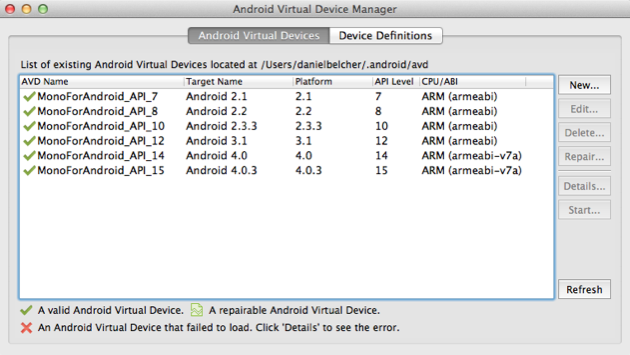 Android Virtual Device Manager
Android Virtual Devices Device Definitions
List of existing Android Virtual Devices located at /Users/danielbelcher/.android/avd
AVD Name Target Name Platform API Level CPU/ABI
MonoForAndroid_API_7 Android 2.1 2.1 7 ARM (armeabi)
MonoForAndroid_API_8 Android 2.2 2.2 8 ARM (armeabi)
MonoForAndroid_API_10 Android 2.3.3 2.3.3 10 ARM (armeabi)
MonoForAndroid_API_12 Android 3.1 3.1 12 ARM (armeabi)
MonoForAndroid_API_14 Android 4.0 4.0 14 ARM (armeabi-v7a)
MonoForAndroid_API_15 Android 4.0.3 4.0.3 15 ARM (armeabi-v7a)
New...
Edit...
Delete...
Repair...
Details...
Start...
Refresh
A valid Android Virtual Device. A repairable Android Virtual Device.
An Android Virtual Device that failed to load. Click 'Details' to see the error.